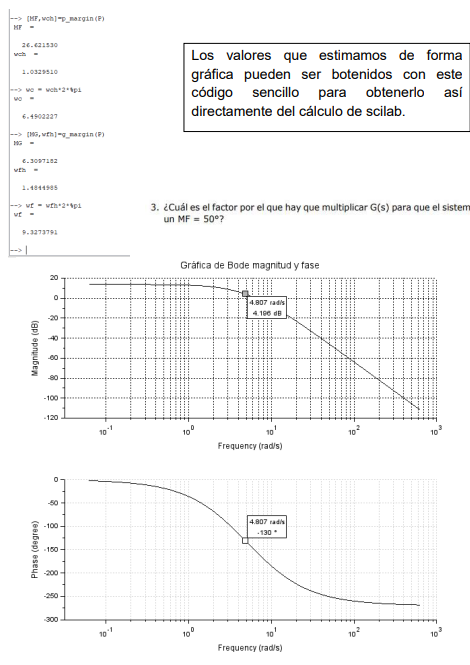 --> [MF,wch]=p_margin(P)
MF =
26.621530
wch =
1.0329510
--> wc = wch*2*%pi
wc =
6.4902227
--> [MG,wfh]=g_margin(P)
MG =
6.3097152
wfh =
1.4844985
--> wf = wfh*2*%pi
wf =
9.3273791
-->
Los valores que estimamos de forma
gráfica pueden ser botenidos con este
código sencillo para obtenerlo así
directamente del cálculo de scilab.
3. ¿Cuál es el factor por el que hay que multiplicar G(s) para que el sistem
un MF = 50º?
Gráfica de Bode magnitud y fase
Magnitude (dB)
20
0
-20
-40
-60
-80
-100
-120
4.807 rad/s
4.196 dB
10^-1 10^0 10^1 10^2 10^3
Frequency (rad/s)
Phase (degree)
0
-50
-100
-150
-200
-250
-300
4.807 rad/s
-130 °
10^-1 10^0 10^1 10^2 10^3
Frequency (rad/s)